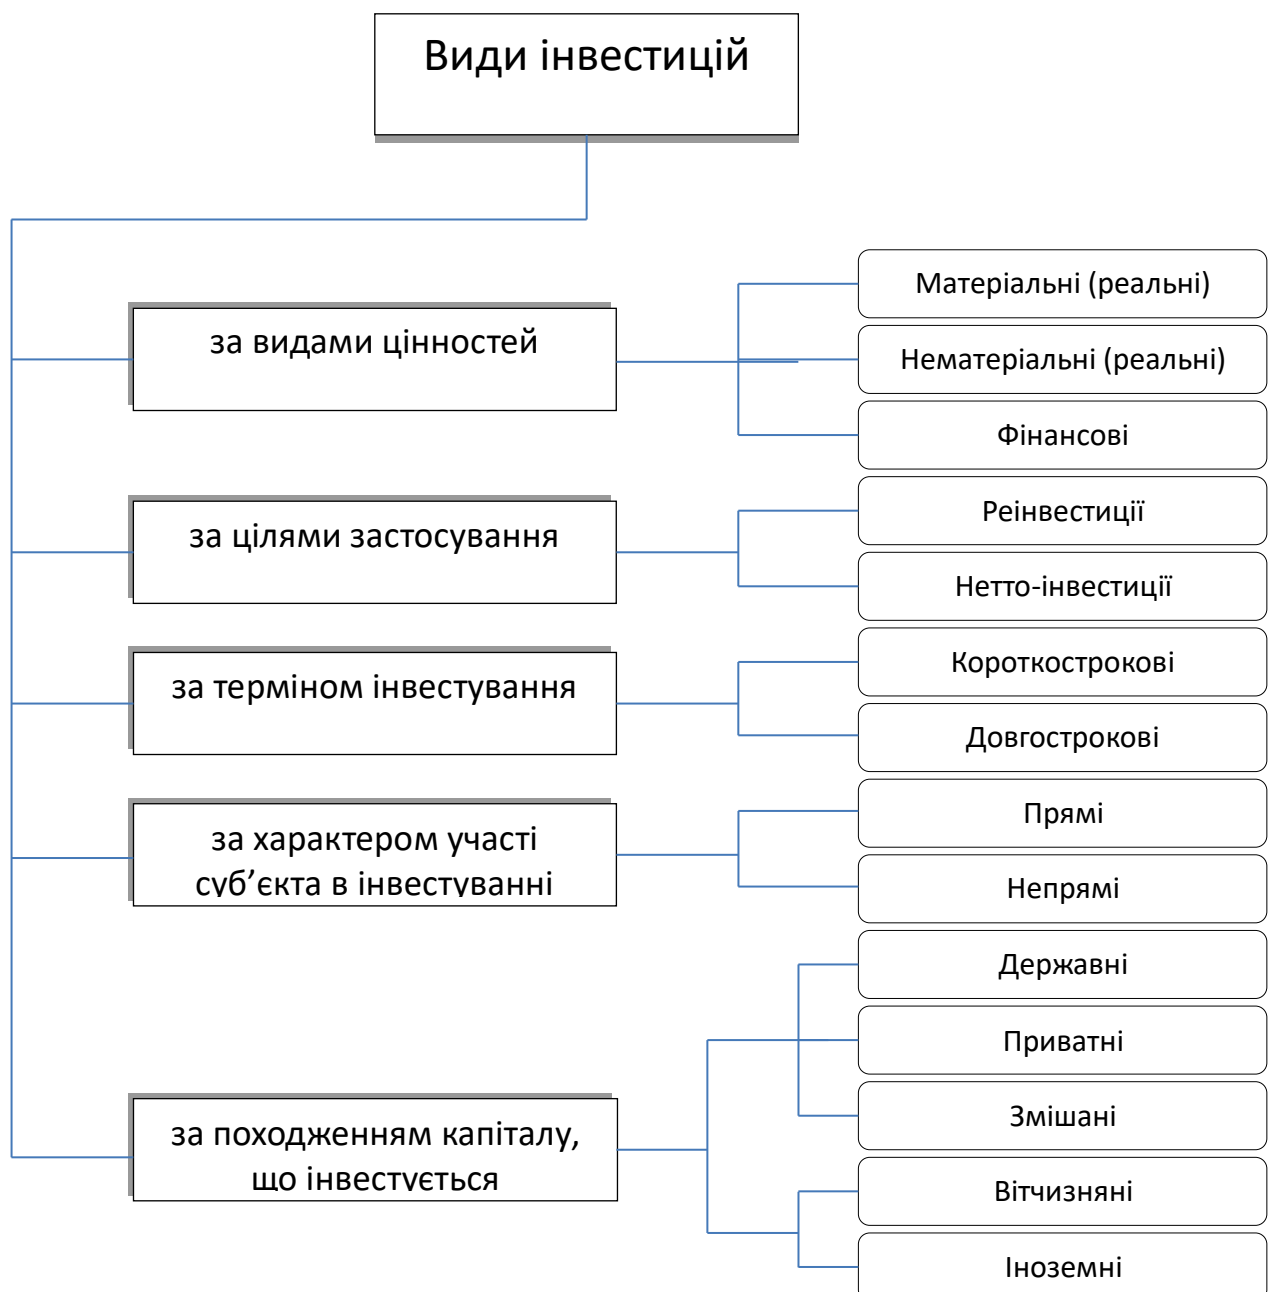 Види інвестицій
за видами цінностей
Матеріальні (реальні)
Нематеріальні (реальні)
Фінансові
за цілями застосування
Реінвестиції
Нетто-інвестиції
за терміном інвестування
Короткострокові
Довгострокові
за характером участі
суб’єкта в інвестуванні
Прямі
Непрямі
за походженням капіталу,
що інвестується
Державні
Приватні
Змішані
Вітчизняні
Іноземні